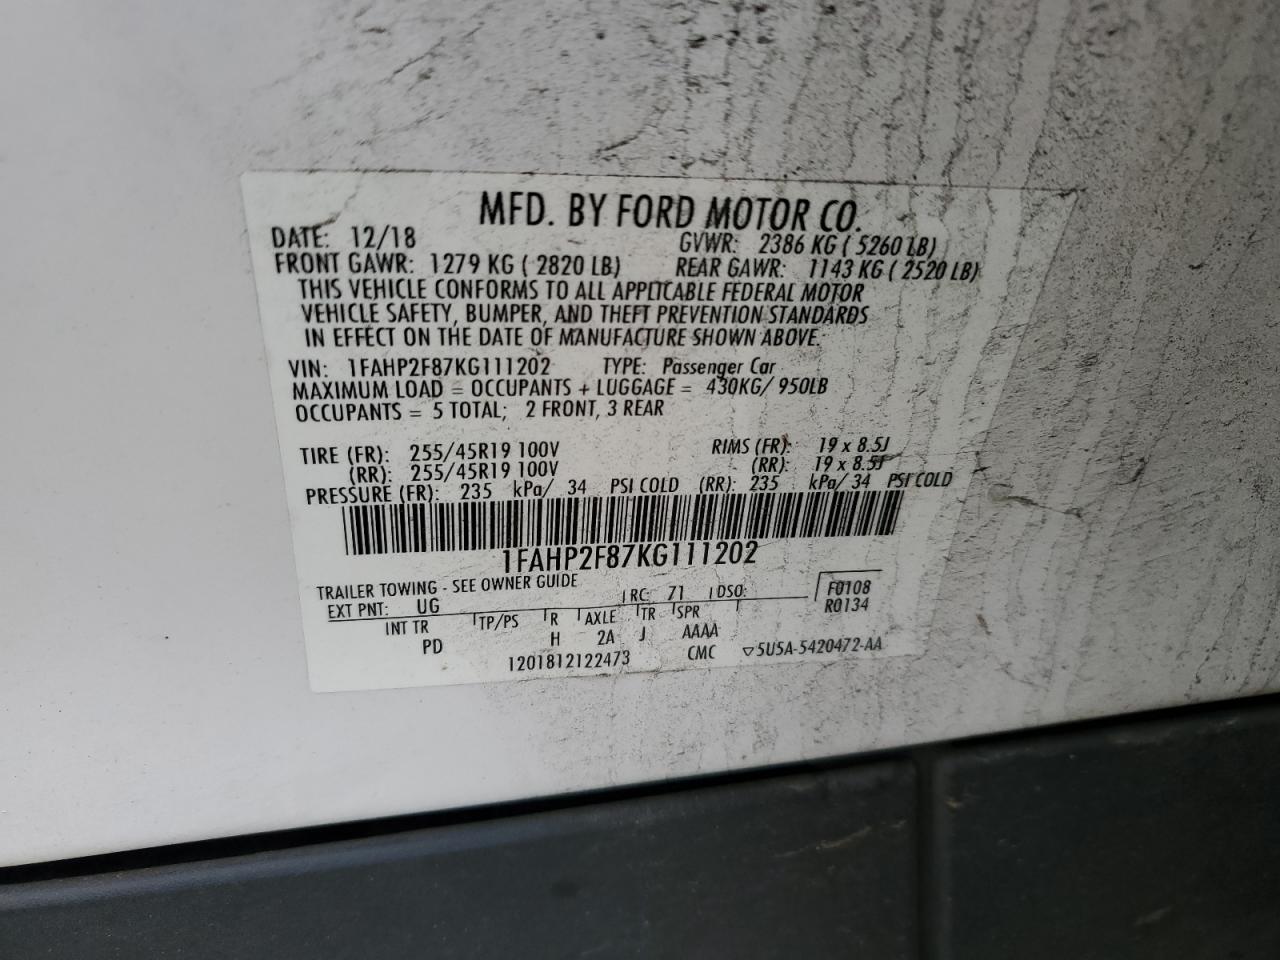 MFD. BY FORD MOTOR CO.
DATE: 12/18 GVWR: 2386 KG ( 5260 LB)
FRONT GAWR: 1279 KG ( 2820 LB) REAR GAWR: 1143 KG ( 2520 LB)
THIS VEHICLE CONFORMS TO ALL APPLICABLE FEDERAL MOTOR
VEHICLE SAFETY, BUMPER, AND THEFT PREVENTION STANDARDS
IN EFFECT ON THE DATE OF MANUFACTURE SHOWN ABOVE.
VIN: 1FAHP2F87KG111202 TYPE: Passenger Car
MAXIMUM LOAD = OCCUPANTS + LUGGAGE = 430KG/ 950LB
OCCUPANTS = 5 TOTAL; 2 FRONT, 3 REAR
TIRE (FR): 255/45R19 100V RIMS (FR): 19 x 8.5J
(RR): 255/45R19 100V (RR): 19 x 8.5J
PRESSURE (FR): 235 kPa/ 34 PSI COLD (RR): 235 kPa/ 34 PSI COLD
1FAHP2F87KG111202
TRAILER TOWING - SEE OWNER GUIDE
EXT PNT: UG RC: 71 DSO: F0108
R0134
INT TR TP/PS R AXLE TR SPR
PD H 2A J AAAA
1201812122473 CMC ▽5U5A-5420472-AA